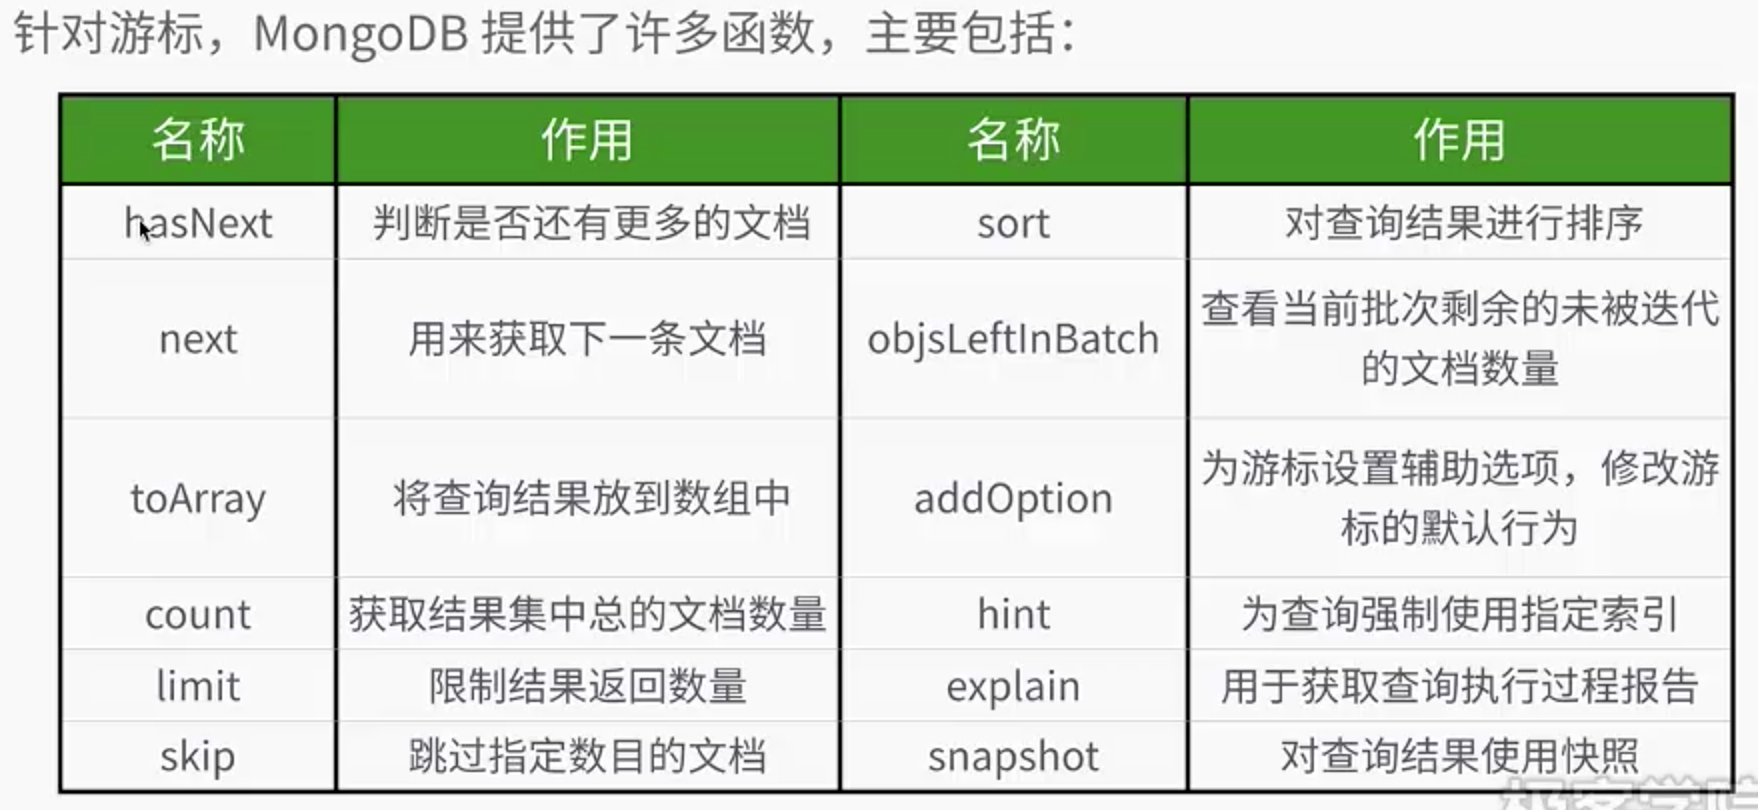 针对游标，MongoDB 提供了许多函数，主要包括：
名称 作用 名称 作用
hasNext 判断是否还有更多的文档 sort 对查询结果进行排序
next 用来获取下一条文档 objsLeftInBatch 查看当前批次剩余的未被迭代
的文档数量
toArray 将查询结果放到数组中 addOption 为游标设置辅助选项，修改游
标的默认行为
count 获取结果集中总的文档数量 hint 为查询强制使用指定索引
limit 限制结果返回数量 explain 用于获取查询执行过程报告
skip 跳过指定数目的文档 snapshot 对查询结果使用快照